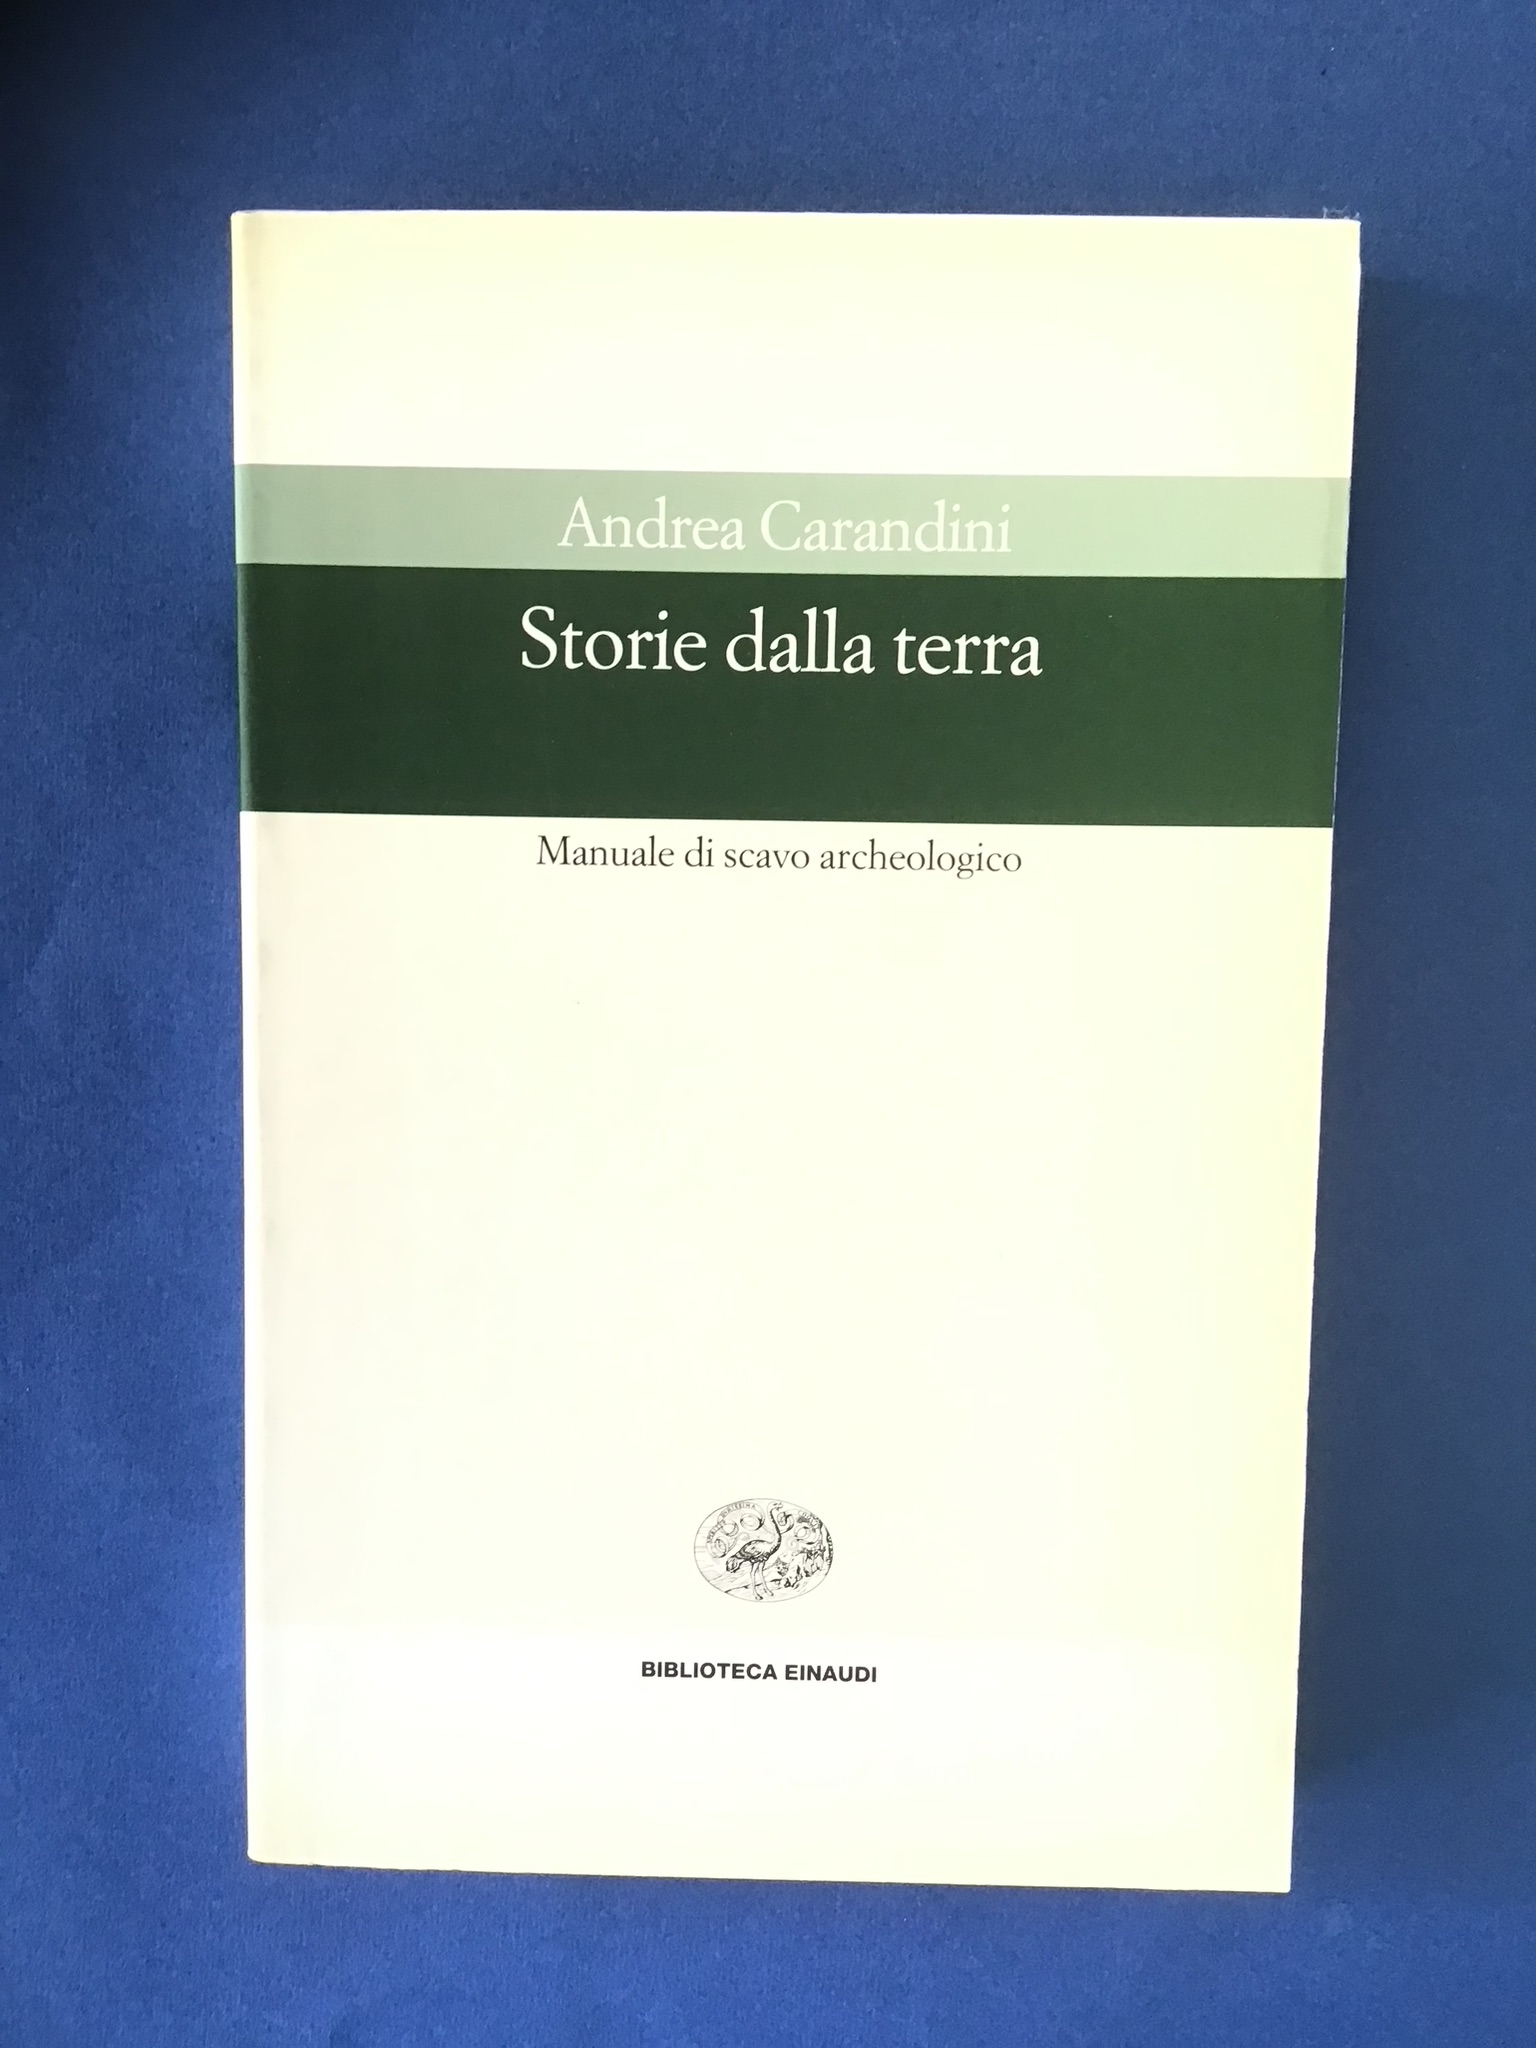 Andrea Carandini
Storie dalla terra
Manuale di scavo archeologico
BIBLIOTECA EINAUDI